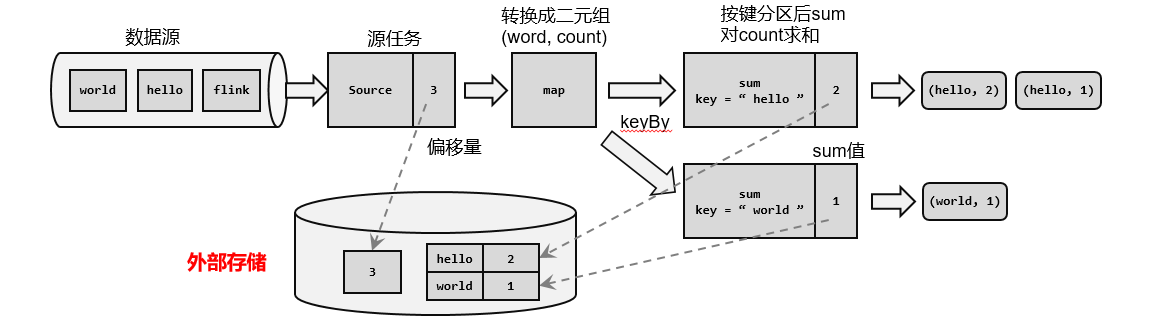 数据源
world
hello
flink
源任务
Source
3
偏移量
转换成二元组
(word, count)
map
keyBy
按键分区后sum
对count求和
sum
key = “ hello ”
2
(hello, 2)
(hello, 1)
sum值
sum
key = “ world ”
1
(world, 1)
外部存储
3
hello 2
world 1